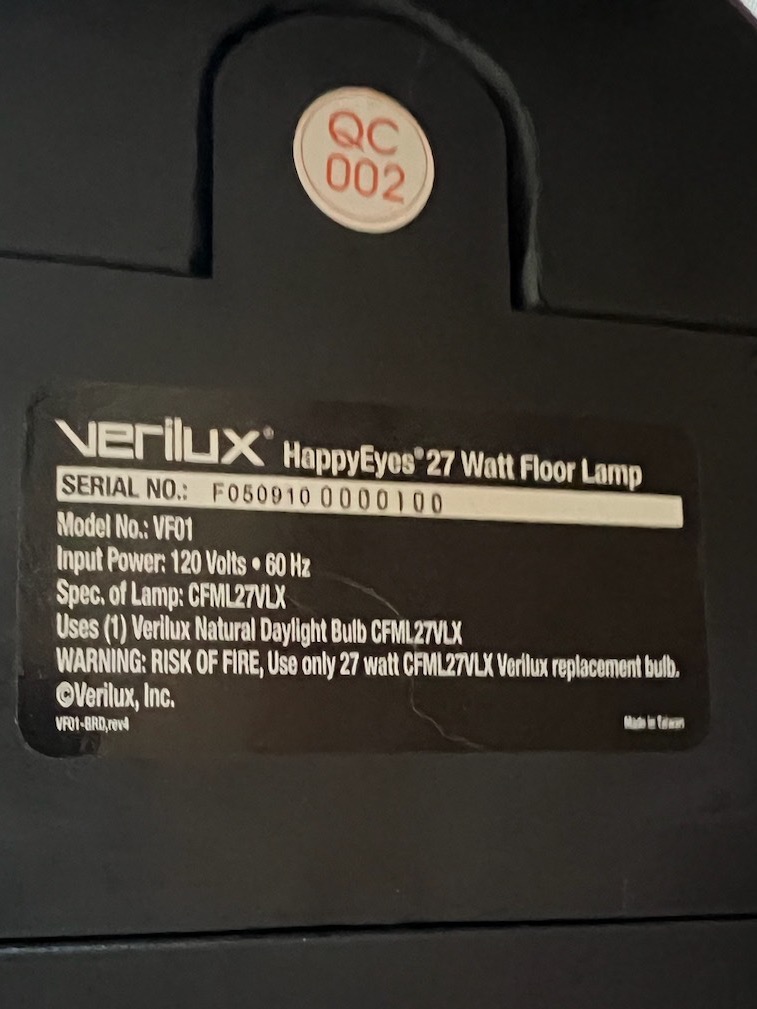 QC
002
verilux® HappyEyes® 27 Watt Floor Lamp
SERIAL NO.: F050910 0000100
Model No.: VF01
Input Power: 120 Volts • 60 Hz
Spec. of Lamp: CFML27VLX
Uses (1) Verilux Natural Daylight Bulb CFML27VLX
WARNING: RISK OF FIRE, Use only 27 watt CFML27VLX Verilux replacement bulb.
©Verilux, Inc.
VF01-BRD,rev4
Made in Taiwan